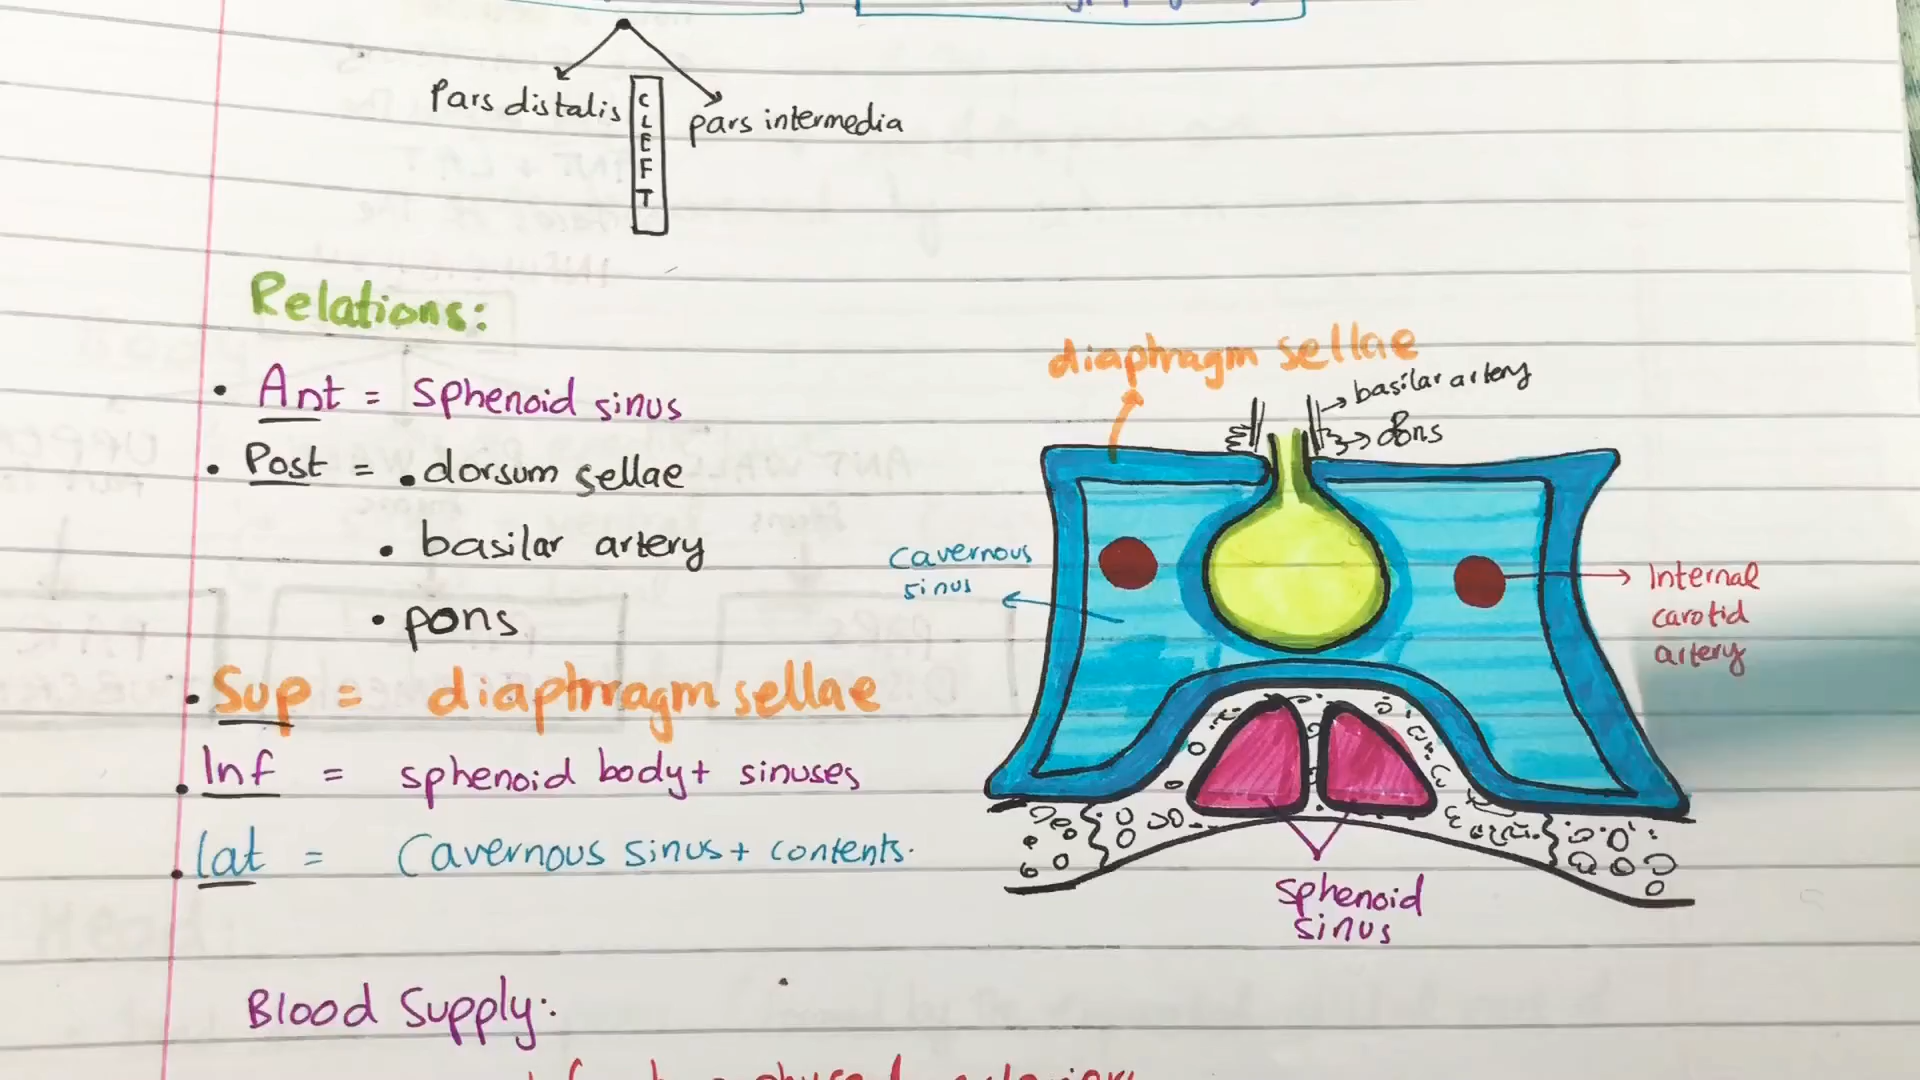 Pars distalis
CLEFT
pars intermedia
Relations:
• Ant = sphenoid sinus
• Post = • dorsum sellae
• basilar artery
• pons
• Sup = diaphragm sellae
• Inf = sphenoid body + sinuses
• lat = Cavernous sinus + contents.
diaphragm sellae
basilar artery
pons
Cavernous
sinus
Internal
carotid
artery
sphenoid
sinus
Blood Supply: